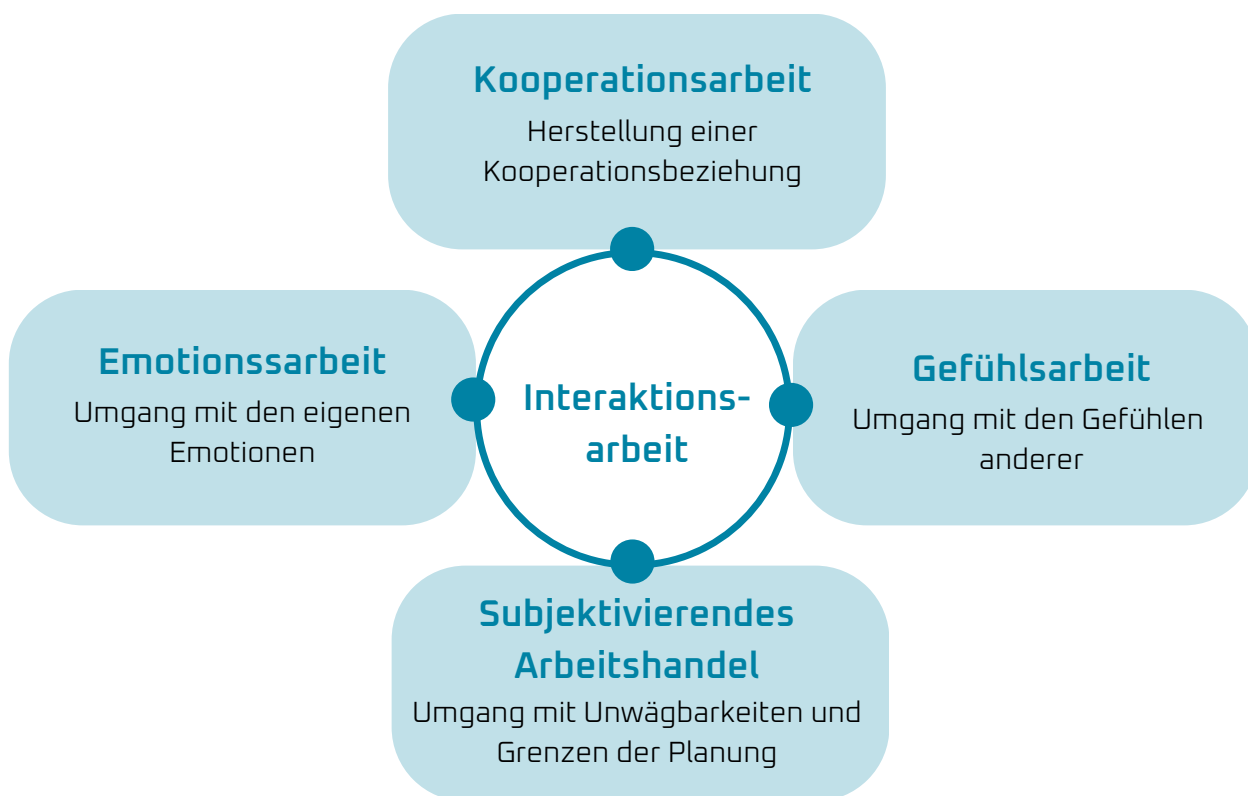 Kooperationsarbeit
Herstellung einer
Kooperationsbeziehung
Emotionssarbeit
Umgang mit den eigenen
Emotionen
Interaktions-
arbeit
Gefühlsarbeit
Umgang mit den Gefühlen
anderer
Subjektivierendes
Arbeitshandel
Umgang mit Unwägbarkeiten und
Grenzen der Planung